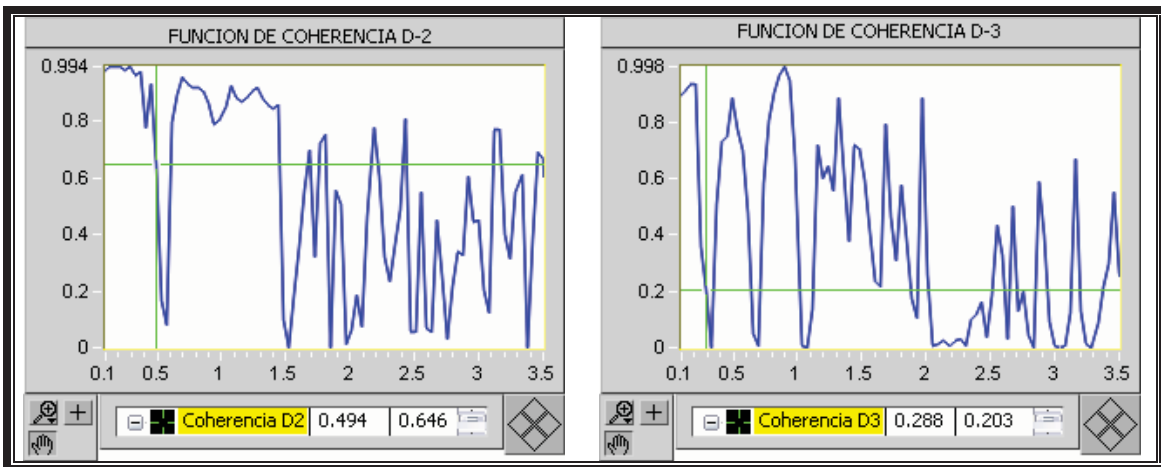 FUNCION DE COHERENCIA D-2
0.994
0.8
0.6
0.4
0.2
0
0.1 0.5 1 1.5 2 2.5 3 3.5
Coherencia D2 0.494 0.646
FUNCION DE COHERENCIA D-3
0.998
0.8
0.6
0.4
0.2
0
0.1 0.5 1 1.5 2 2.5 3 3.5
Coherencia D3 0.288 0.203